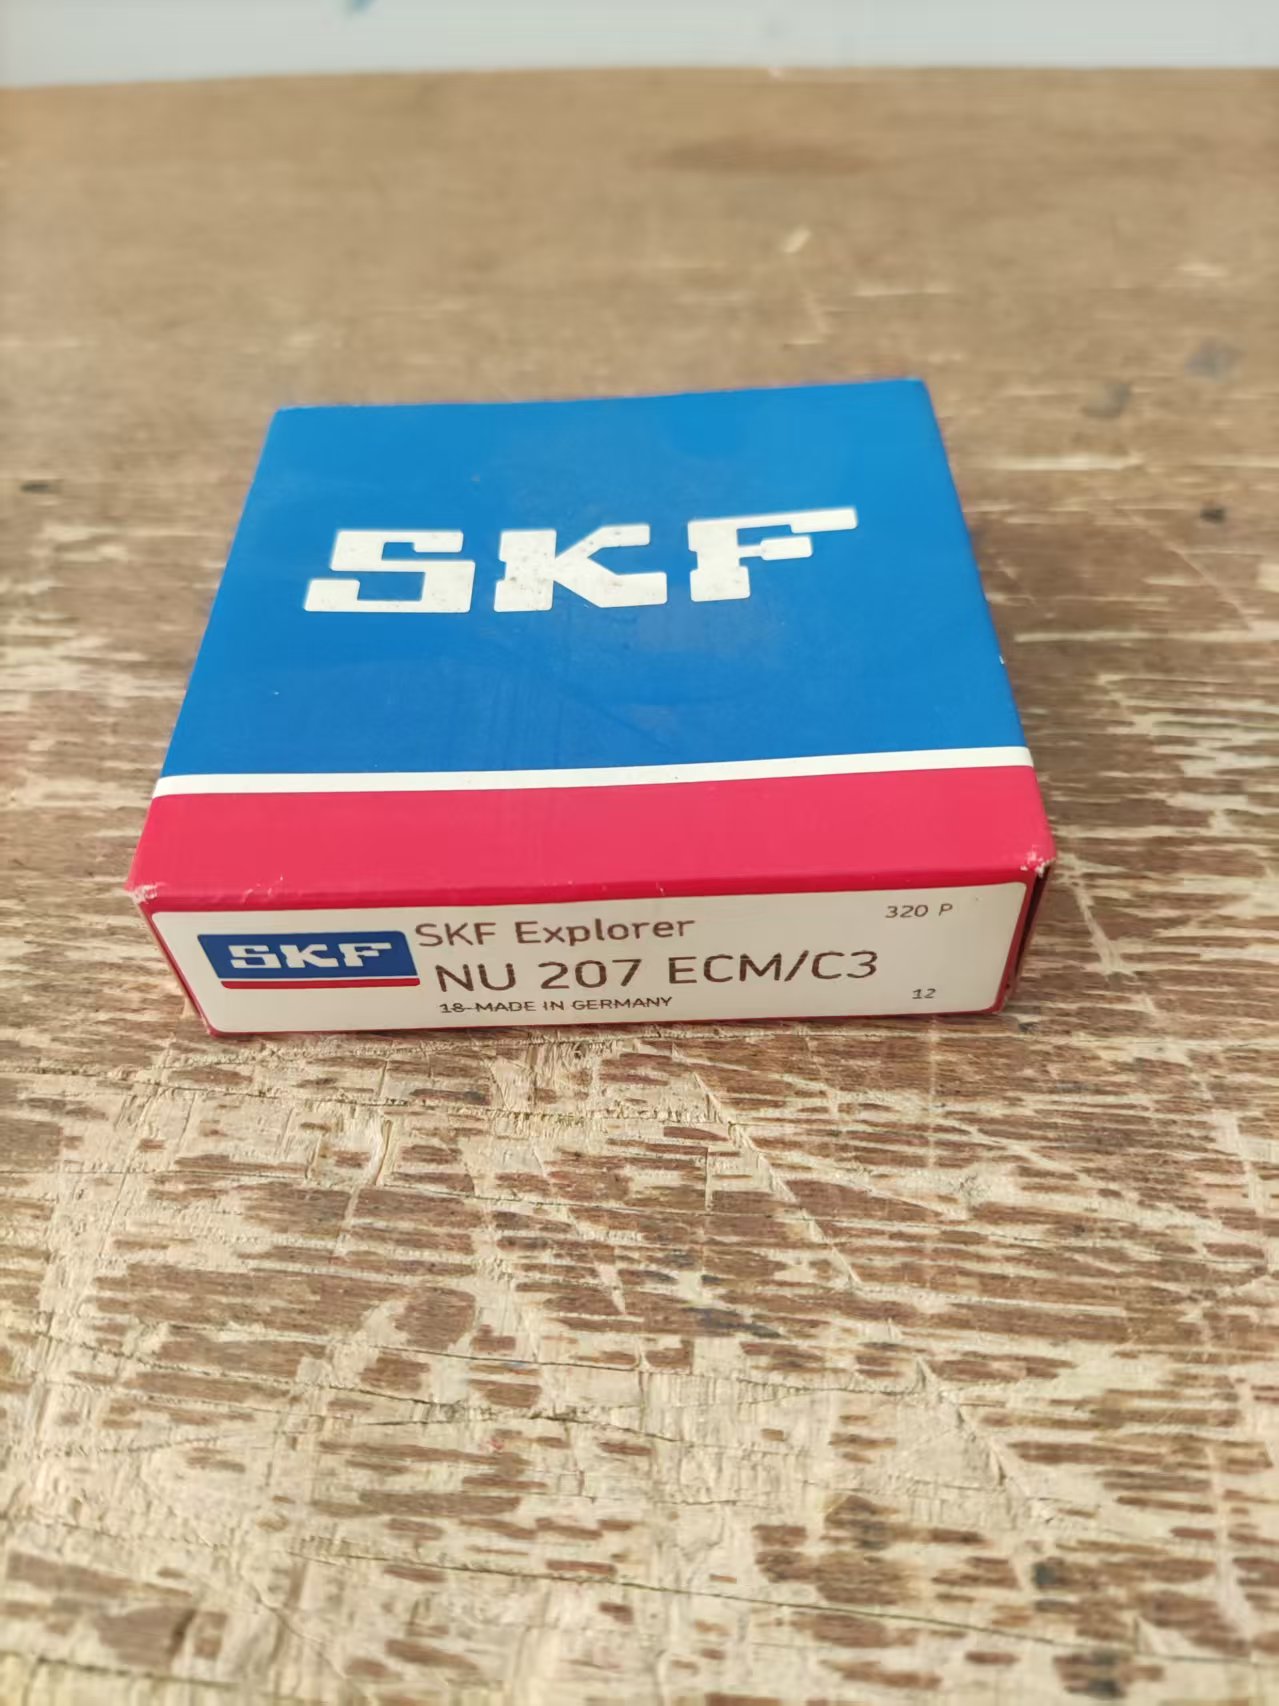 SKF
SKF
SKF Explorer
320 P
NU 207 ECM/C3
18-MADE IN GERMANY
12